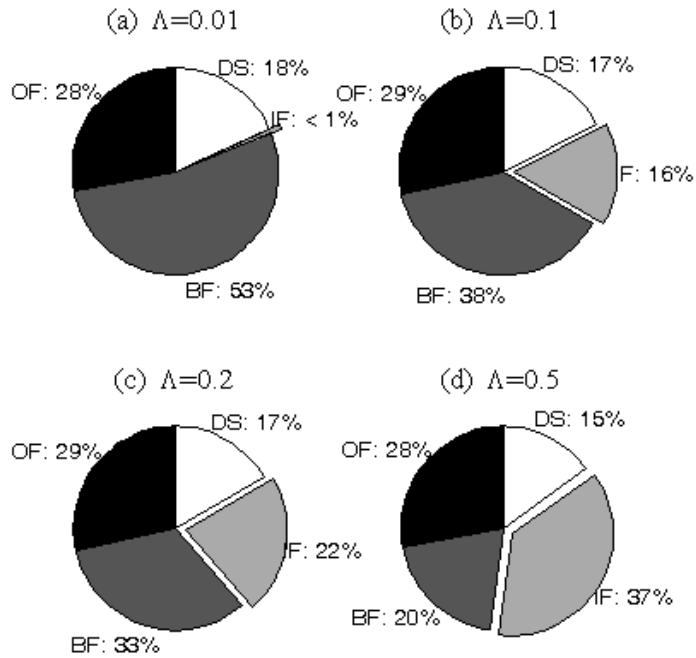 (a) Λ=0.01
DS: 18%
OF: 28%
IF: < 1%
BF: 53%
(b) Λ=0.1
DS: 17%
OF: 29%
F: 16%
BF: 38%
(c) Λ=0.2
DS: 17%
OF: 29%
IF: 22%
BF: 33%
(d) Λ=0.5
DS: 15%
OF: 28%
IF: 37%
BF: 20%